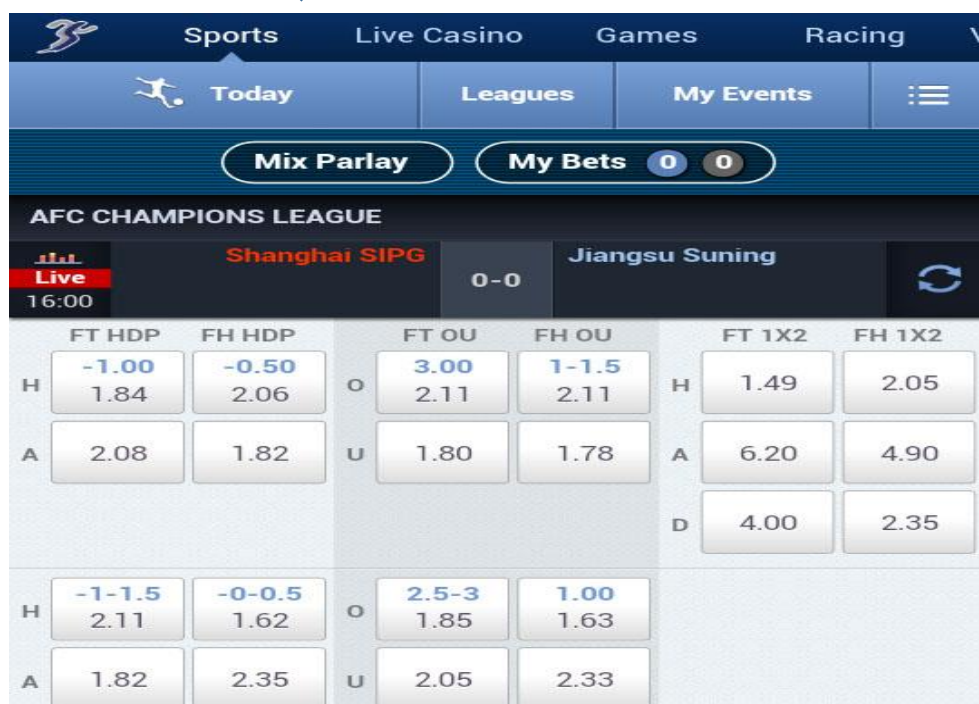 Sports Live Casino Games Racing
Today Leagues My Events
Mix Parlay My Bets 0 0
AFC CHAMPIONS LEAGUE
Shanghai SIPG 0-0 Jiangsu Suning
Live
16:00
FT HDP FH HDP FT OU FH OU FT 1X2 FH 1X2
-1.00 -0.50 3.00 1-1.5
H 1.84 2.06 O 2.11 2.11 H 1.49 2.05
A 2.08 1.82 U 1.80 1.78 A 6.20 4.90
D 4.00 2.35
-1-1.5 -0-0.5 2.5-3 1.00
H 2.11 1.62 O 1.85 1.63
A 1.82 2.35 U 2.05 2.33